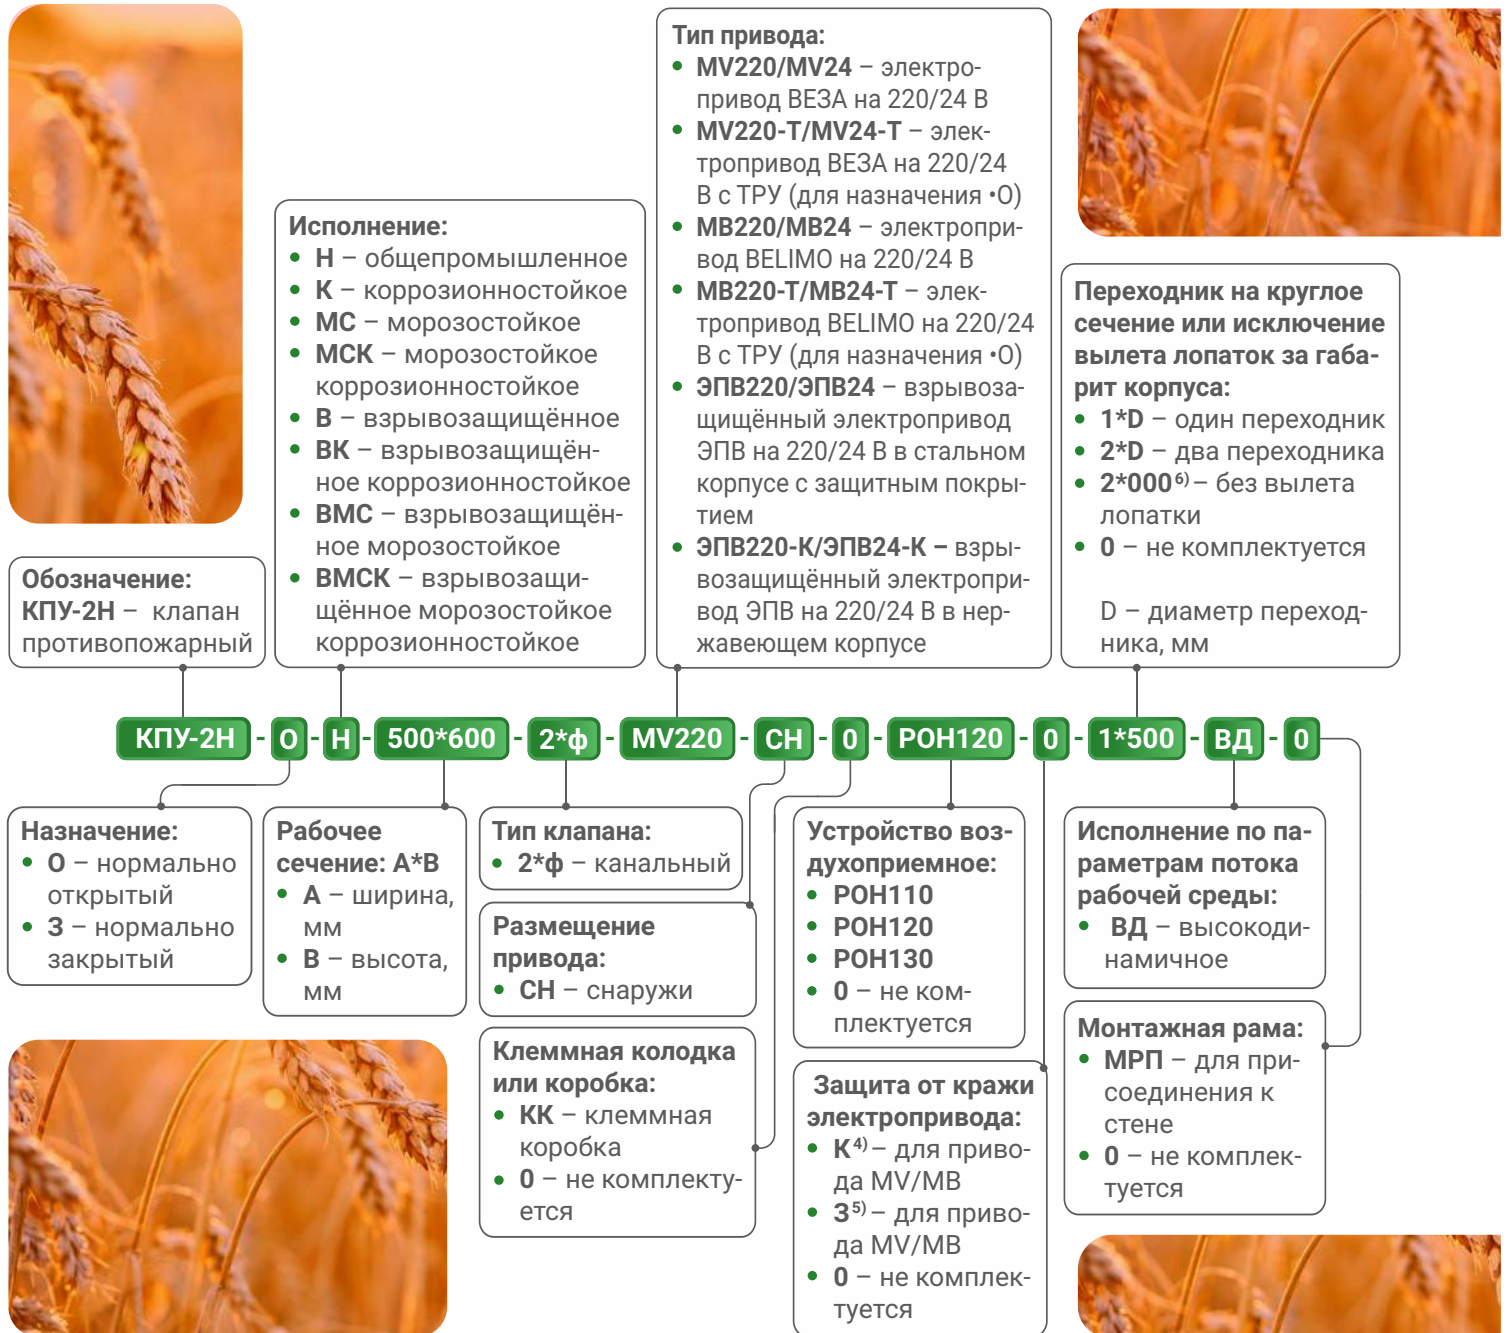 Тип привода:
MV220/MV24 – электро-
привод ВЕЗА на 220/24 В
MV220-Т/MV24-Т – элек-
тропривод ВЕЗА на 220/24
В с ТРУ (для назначения •О)
МВ220/МВ24 – электропри-
вод BELIMO на 220/24 В
МВ220-Т/МВ24-Т – элек-
тропривод BELIMO на 220/24
В с ТРУ (для назначения •О)
ЭПВ220/ЭПВ24 – взрывоза-
щищённый электропривод
ЭПВ на 220/24 В в стальном
корпусе с защитным покры-
тием
ЭПВ220-К/ЭПВ24-К – взры-
возащищённый электропри-
вод ЭПВ на 220/24 В в нер-
жавеющем корпусе
Исполнение:
Н – общепромышленное
К – коррозионностойкое
МС – морозостойкое
МСК – морозостойкое
коррозионностойкое
В – взрывозащищённое
ВК – взрывозащищён-
ное коррозионностойкое
ВМС – взрывозащищён-
ное морозостойкое
ВМСК – взрывозащи-
щённое морозостойкое
коррозионностойкое
Переходник на круглое
сечение или исключение
вылета лопаток за габа-
рит корпуса:
1*D – один переходник
2*D – два переходника
2*000⁶⁾ – без вылета
лопатки
0 – не комплектуется
D – диаметр переход-
ника, мм
Обозначение:
КПУ-2Н – клапан
противопожарный
КПУ-2Н - О - Н - 500*600 - 2*ф - MV220 - СН - 0 - РОН120 - 0 - 1*500 - ВД - 0
Назначение:
О – нормально
открытый
З – нормально
закрытый
Рабочее
сечение: А*В
А – ширина,
мм
В – высота,
мм
Тип клапана:
2*ф – канальный
Размещение
привода:
СН – снаружи
Клеммная колодка
или коробка:
КК – клеммная
коробка
0 – не комплекту-
ется
Устройство воз-
духоприемное:
РОН110
РОН120
РОН130
0 – не ком-
плектуется
Защита от кражи
электропривода:
К⁴⁾ – для приво-
да MV/MB
З⁵⁾ – для приво-
да MV/MB
0 – не комплек-
туется
Исполнение по па-
раметрам потока
рабочей среды:
ВД – высокоди-
намичное
Монтажная рама:
МРП – для при-
соединения к
стене
0 – не комплек-
туется